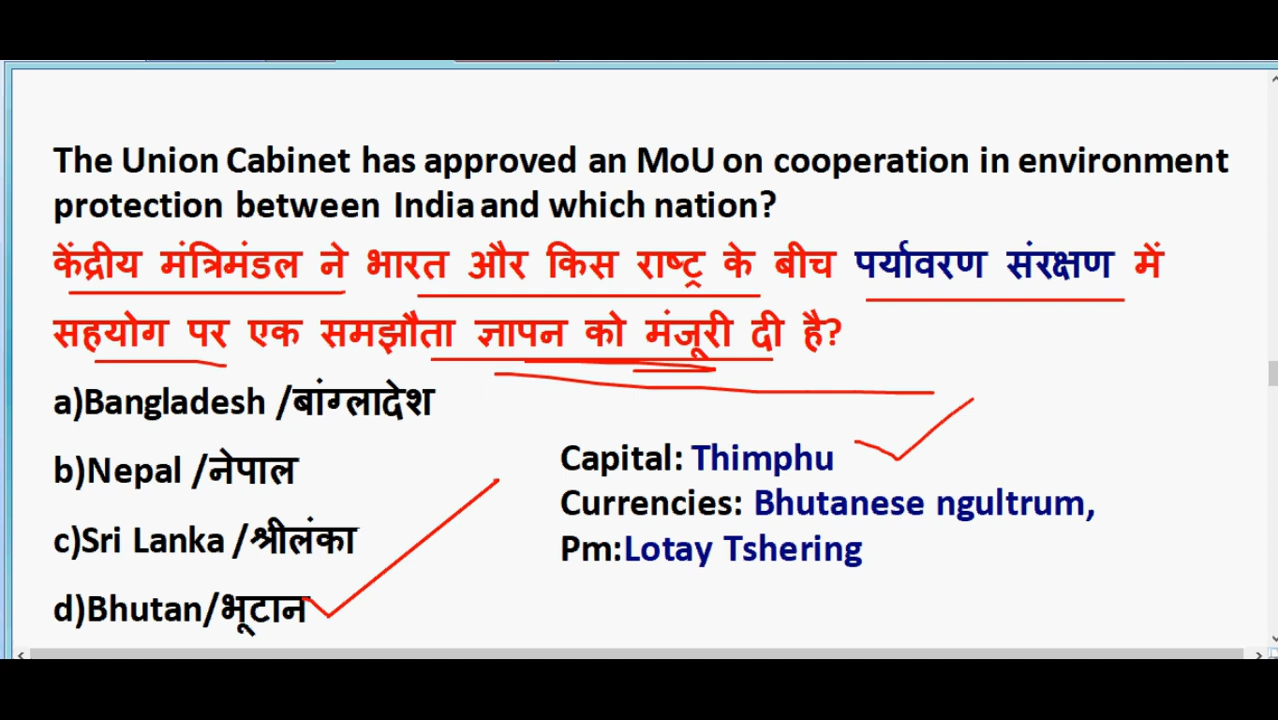 The Union Cabinet has approved an MoU on cooperation in environment
protection between India and which nation?
केंद्रीय मंत्रिमंडल ने भारत और किस राष्ट्र के बीच पर्यावरण संरक्षण में
सहयोग पर एक समझौता ज्ञापन को मंजूरी दी है?
a)Bangladesh /बांग्लादेश
b)Nepal /नेपाल
c)Sri Lanka /श्रीलंका
d)Bhutan/भूटान
Capital: Thimphu
Currencies: Bhutanese ngultrum,
Pm:Lotay Tshering